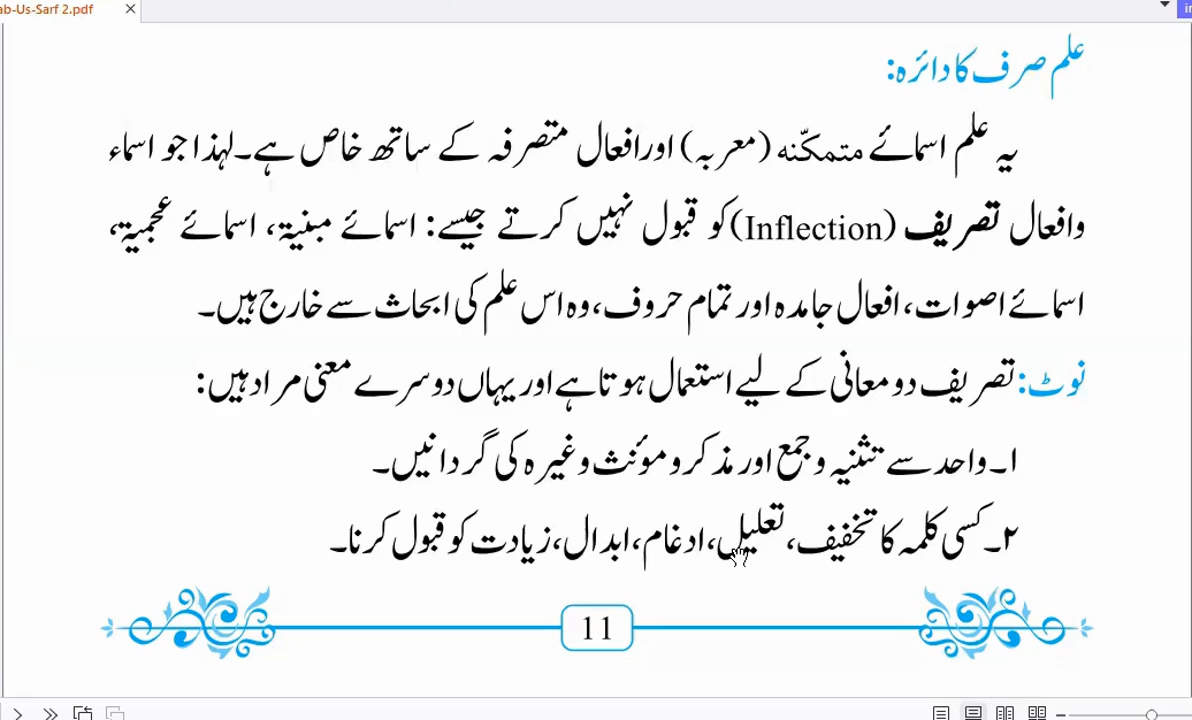 ab-Us-Sarf 2.pdf
علم صرف کا دائرہ:
یہ علم اسمائے متمکّنہ (معربہ) اورافعال متصرفہ کے ساتھ خاص ہے۔لہذا جو اسماء
وافعال تصریف (Inflection) کو قبول نہیں کرتے جیسے: اسمائے مبنیۃ، اسمائے عجمیۃ،
اسمائے اصوات، افعال جامدہ اور تمام حروف، وہ اس علم کی ابحاث سے خارج ہیں۔
نوٹ: تصریف دو معانی کے لیے استعمال ہوتا ہے اور یہاں دوسرے معنی مراد ہیں:
۱۔واحد سے تثنیہ وجمع اور مذکر و موئنث وغیرہ کی گردانیں۔
۲۔کسی کلمہ کا تخفیف، تعلیل، ادغام، ابدال، زیادت کو قبول کرنا۔
11